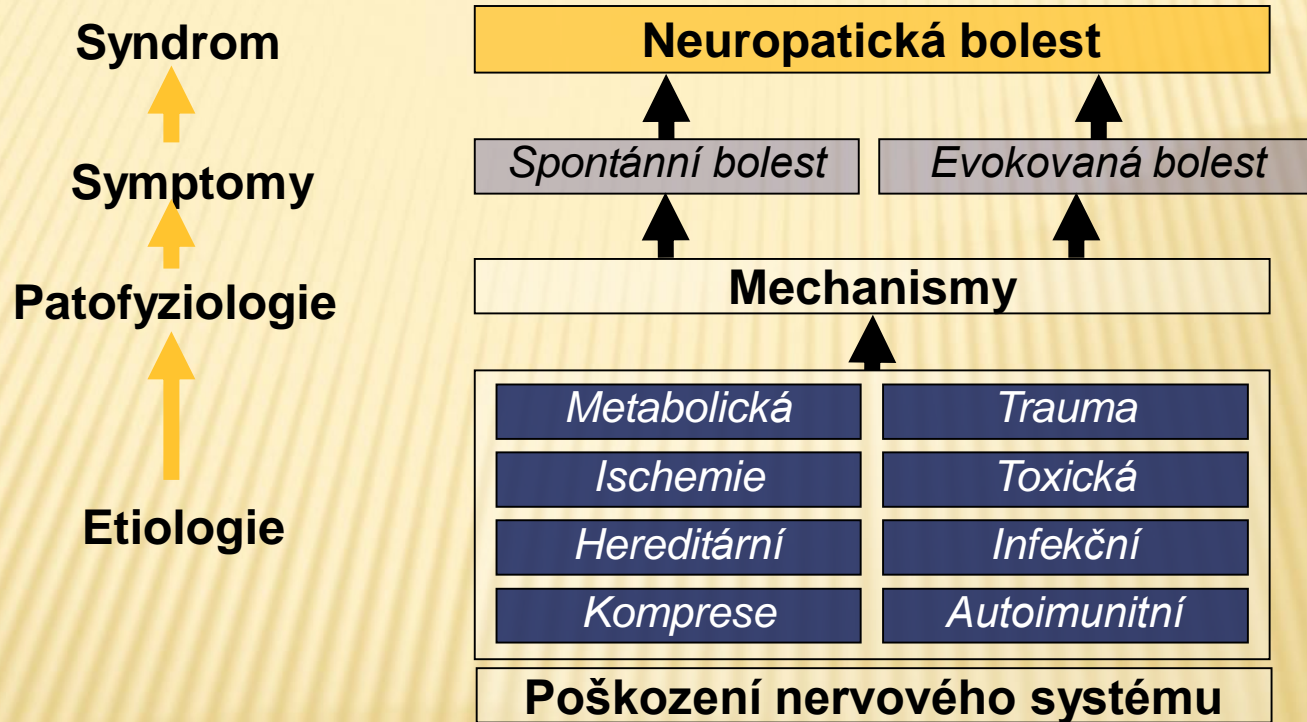 Syndrom
Neuropatická bolest
Symptomy
Spontánní bolest
Evokovaná bolest
Patofyziologie
Mechanismy
Etiologie
Metabolická
Trauma
Ischemie
Toxická
Hereditární
Infekční
Komprese
Autoimunitní
Poškození nervového systému